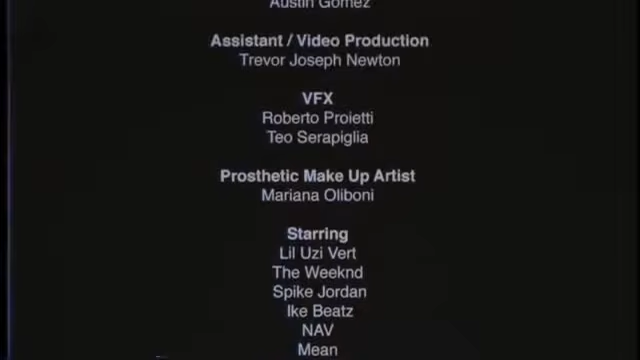 Austin Gomez
Assistant / Video Production
Trevor Joseph Newton
VFX
Roberto Proietti
Teo Serapiglia
Prosthetic Make Up Artist
Mariana Oliboni
Starring
Lil Uzi Vert
The Weeknd
Spike Jordan
Ike Beatz
NAV
Mean